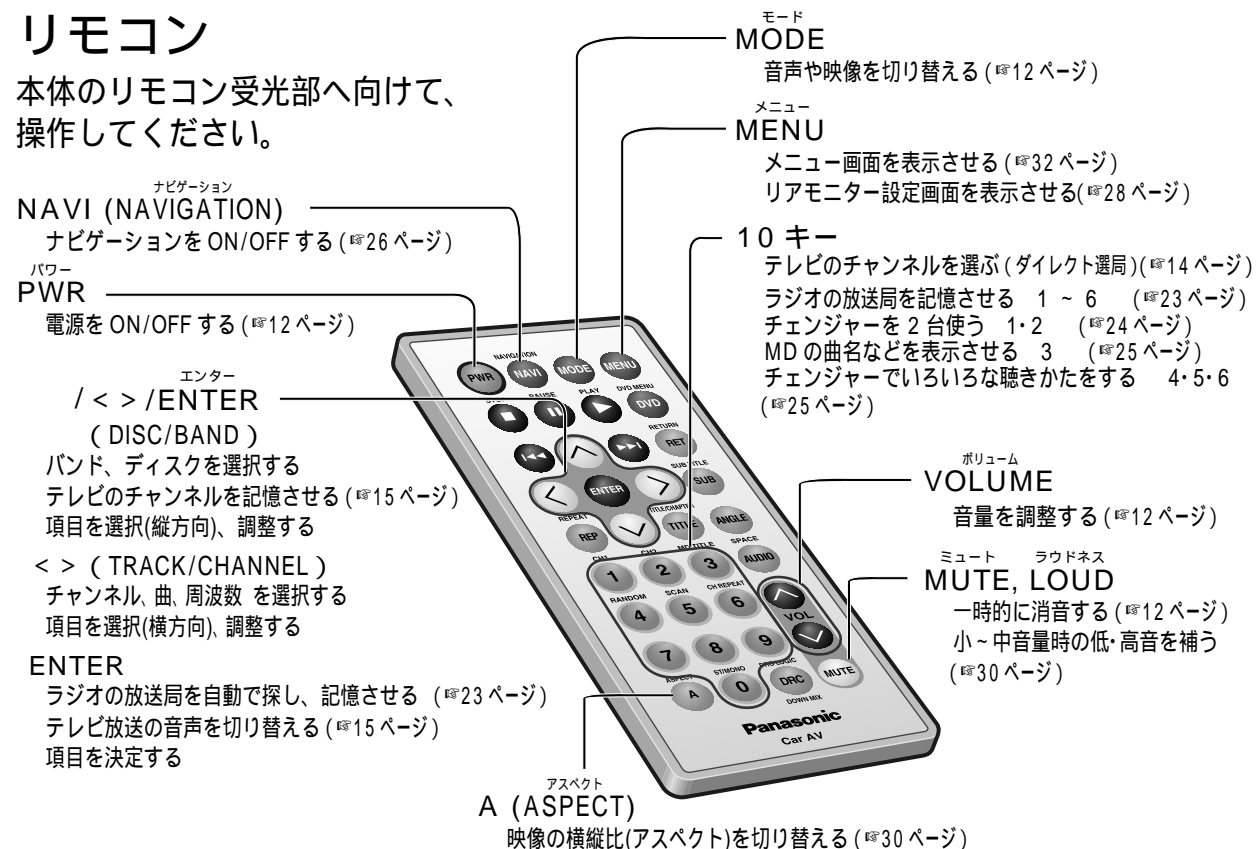 リモコン
本体のリモコン受光部へ向けて、
操作してください。
ナビゲーション
NAVI (NAVIGATION)
ナビゲーションを ON/OFF する (☞26 ページ)
パワー
PWR
電源を ON/OFF する (☞12 ページ)
エンター
/ < > /ENTER
( DISC/BAND )
バンド、ディスクを選択する
テレビのチャンネルを記憶させる (☞15 ページ)
項目を選択(縦方向)、調整する
< > ( TRACK/CHANNEL )
チャンネル、曲、周波数 を選択する
項目を選択(横方向)、調整する
ENTER
ラジオの放送局を自動で探し、記憶させる (☞23 ページ)
テレビ放送の音声を切り替える (☞15 ページ)
項目を決定する
モード
MODE
音声や映像を切り替える (☞12 ページ)
メニュー
MENU
メニュー画面を表示させる (☞32 ページ)
リアモニター設定画面を表示させる(☞28 ページ)
10 キー
テレビのチャンネルを選ぶ (ダイレクト選局)(☞14 ページ)
ラジオの放送局を記憶させる 1 ~ 6 (☞23 ページ)
チェンジャーを 2 台使う 1・2 (☞24 ページ)
MD の曲名などを表示させる 3 (☞25 ページ)
チェンジャーでいろいろな聴きかたをする 4・5・6
(☞25 ページ)
ボリューム
VOLUME
音量を調整する (☞12 ページ)
ミュート ラウドネス
MUTE, LOUD
一時的に消音する (☞12 ページ)
小 ~ 中音量時の低・高音を補う
(☞30 ページ)
アスペクト
A (ASPECT)
映像の横縦比(アスペクト)を切り替える (☞30 ページ)
NAVIGATION
PWR NAVI MODE MENU
PAUSE PLAY DVD MENU
DVD
RETURN
RET
SUB TITLE
ENTER SUB
REPEAT TITLE/CHAPTER
REP TITLE ANGLE
CH1 CH2 MD TITLE SPACE
1 2 3 AUDIO
RANDOM SCAN CH REPEAT
4 5 6
VOL
7 8 9
ASPECT ST/MONO PRO LOGIC
A 0 DRC MUTE
DOWN MIX
Panasonic
Car AV